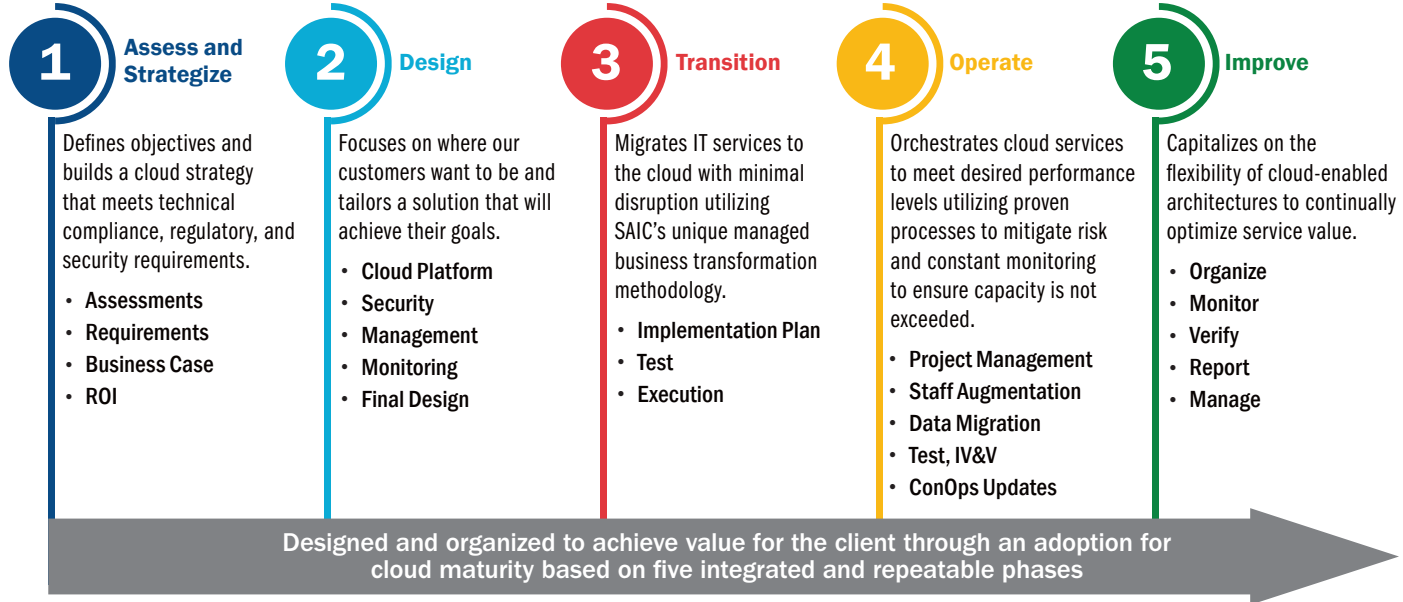 1
Assess and
Strategize
Defines objectives and
builds a cloud strategy
that meets technical
compliance, regulatory, and
security requirements.
• Assessments
• Requirements
• Business Case
• ROI
2
Design
Focuses on where our
customers want to be and
tailors a solution that will
achieve their goals.
• Cloud Platform
• Security
• Management
• Monitoring
• Final Design
3
Transition
Migrates IT services to
the cloud with minimal
disruption utilizing
SAIC's unique managed
business transformation
methodology.
• Implementation Plan
• Test
• Execution
4
Operate
Orchestrates cloud services
to meet desired performance
levels utilizing proven
processes to mitigate risk
and constant monitoring
to ensure capacity is not
exceeded.
• Project Management
• Staff Augmentation
• Data Migration
• Test, IV&V
• ConOps Updates
5
Improve
Capitalizes on the
flexibility of cloud-enabled
architectures to continually
optimize service value.
• Organize
• Monitor
• Verify
• Report
• Manage
Designed and organized to achieve value for the client through an adoption for
cloud maturity based on five integrated and repeatable phases